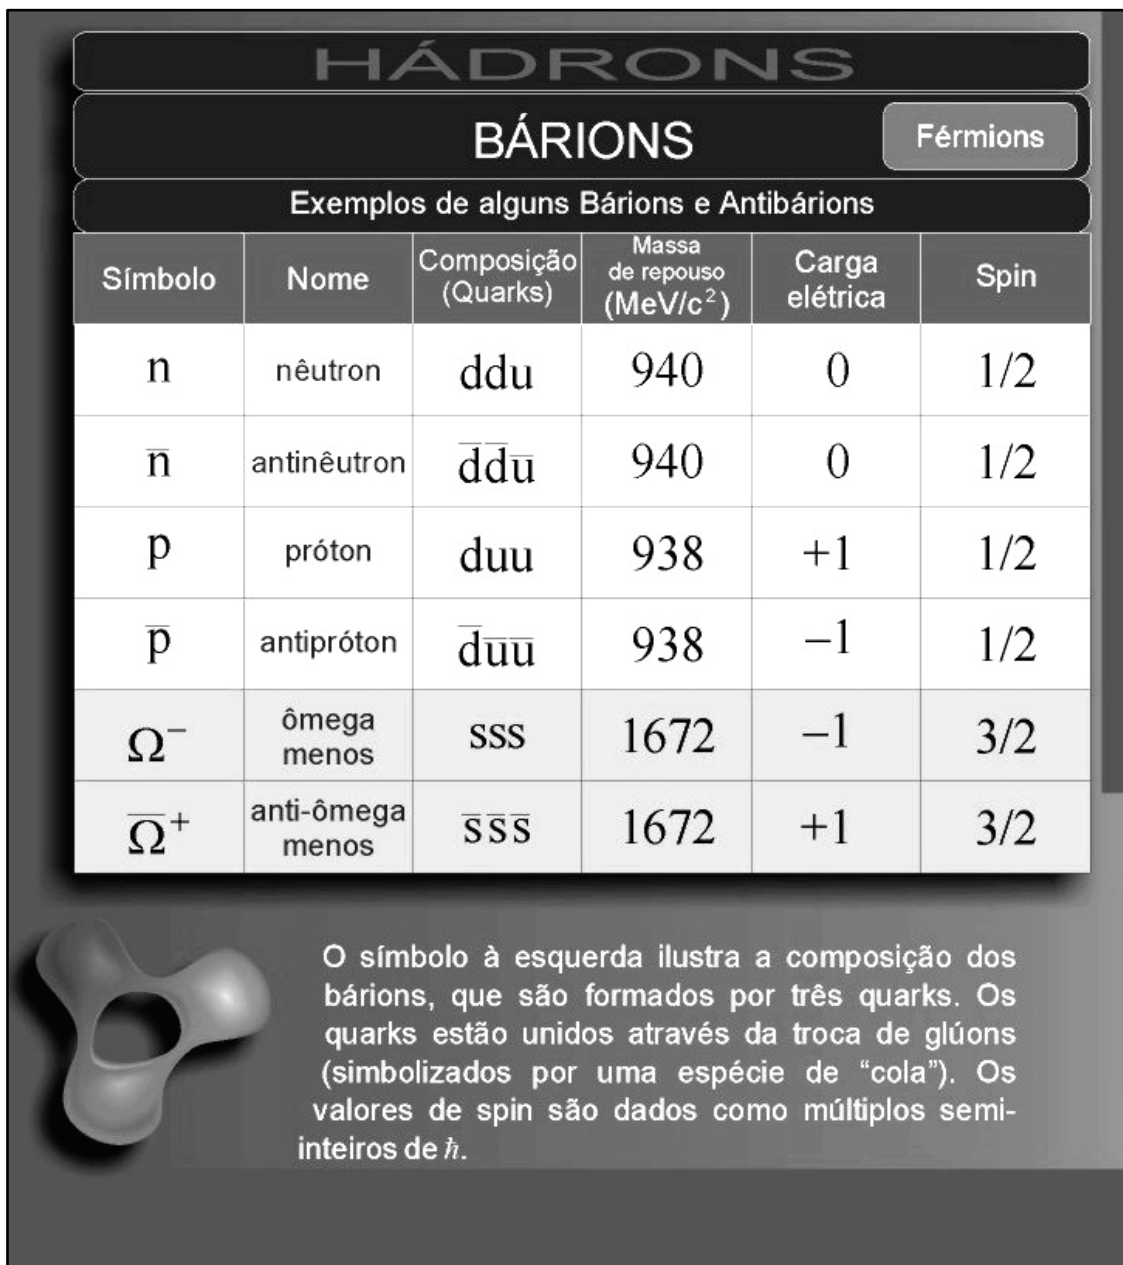 HÁDRONS
BÁRIONS
Férmions
Exemplos de alguns Bárions e Antibárions
Símbolo Nome Composição (Quarks) Massa de repouso (MeV/c²) Carga elétrica Spin
n nêutron ddu 940 0 1/2
n̅ antinêutron d̅d̅u̅ 940 0 1/2
p próton duu 938 +1 1/2
p̅ antipróton d̅u̅u̅ 938 −1 1/2
Ω⁻ ômega menos sss 1672 −1 3/2
Ω̅⁺ anti-ômega menos s̅s̅s̅ 1672 +1 3/2
O símbolo à esquerda ilustra a composição dos
bárions, que são formados por três quarks. Os
quarks estão unidos através da troca de glúons
(simbolizados por uma espécie de “cola”). Os
valores de spin são dados como múltiplos semi-
inteiros de ℏ.